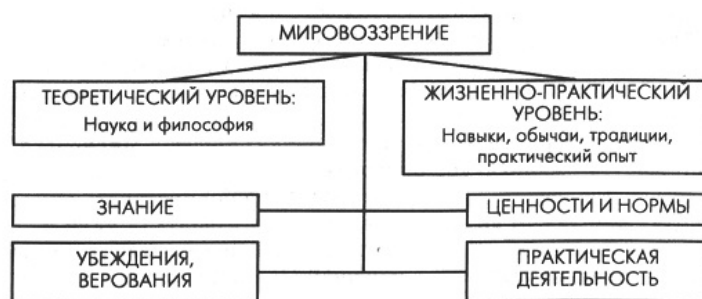 МИРОВОЗЗРЕНИЕ
ТЕОРЕТИЧЕСКИЙ УРОВЕНЬ:
Наука и философия
ЖИЗНЕННО-ПРАКТИЧЕСКИЙ
УРОВЕНЬ:
Навыки, обычаи, традиции,
практический опыт
ЗНАНИЕ
ЦЕННОСТИ И НОРМЫ
УБЕЖДЕНИЯ,
ВЕРОВАНИЯ
ПРАКТИЧЕСКАЯ
ДЕЯТЕЛЬНОСТЬ